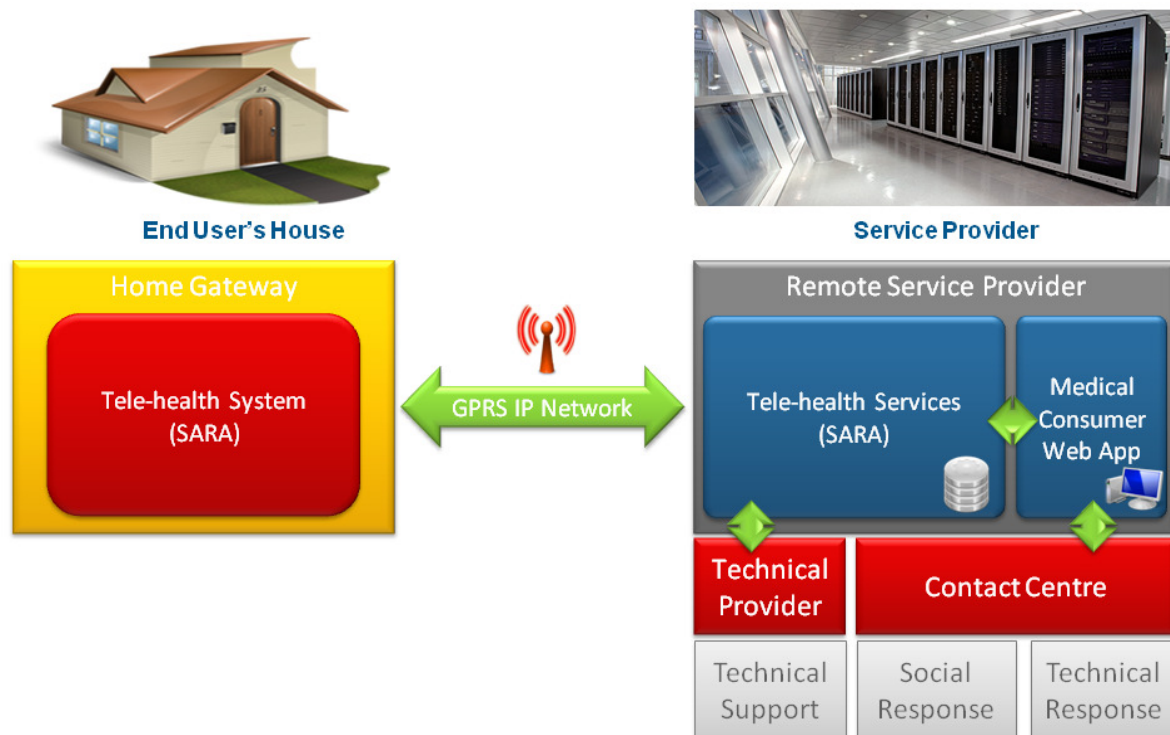 25
End User's House
Service Provider
Home Gateway
Tele-health System
(SARA)
GPRS IP Network
Remote Service Provider
Tele-health Services
(SARA)
Medical
Consumer
Web App
Technical
Provider
Contact Centre
Technical
Support
Social
Response
Technical
Response